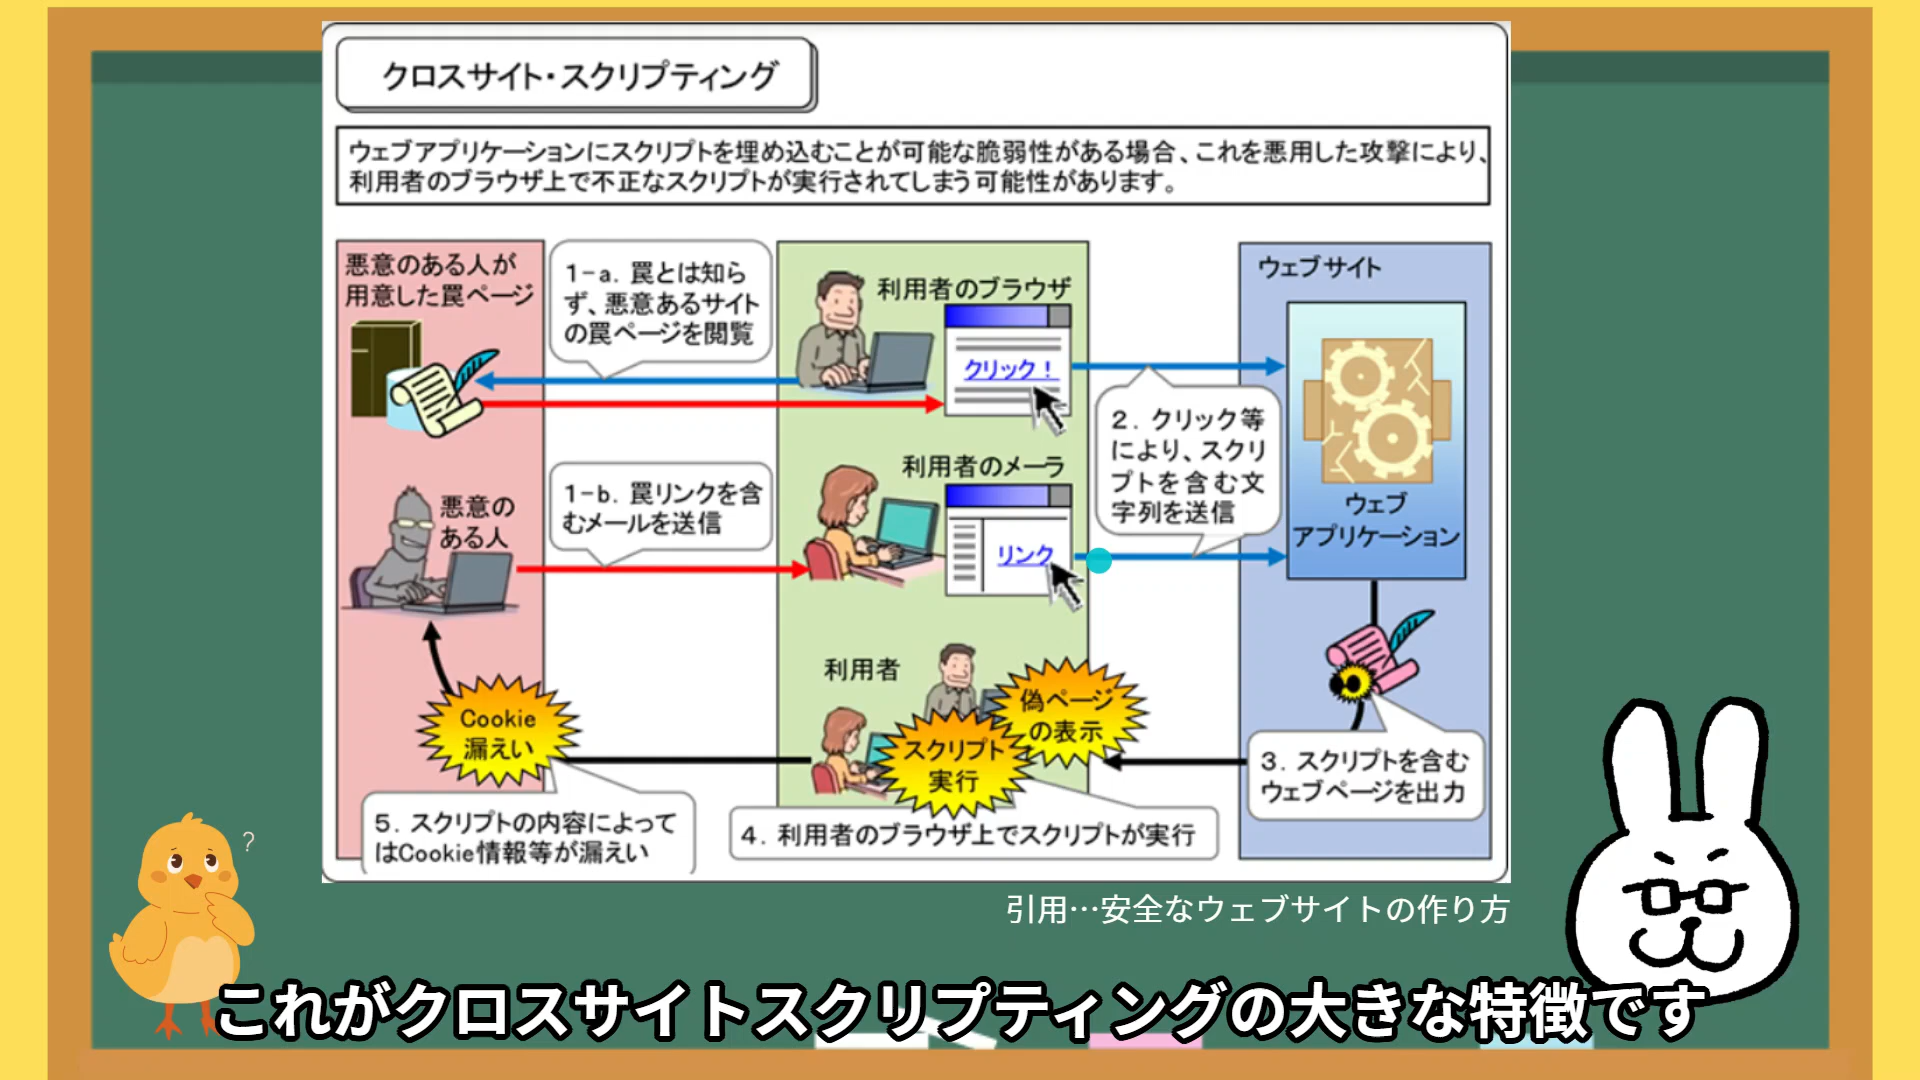 クロスサイト・スクリプティング
ウェブアプリケーションにスクリプトを埋め込むことが可能な脆弱性がある場合、これを悪用した攻撃により、
利用者のブラウザ上で不正なスクリプトが実行されてしまう可能性があります。
悪意のある人が
用意した罠ページ
1-a. 罠とは知ら
ず、悪意あるサイト
の罠ページを閲覧
利用者のブラウザ
クリック！
ウェブサイト
2. クリック等
により、スクリ
プトを含む文
字列を送信
ウェブ
アプリケーション
悪意の
ある人
1-b. 罠リンクを含
むメールを送信
利用者のメーラ
リンク
利用者
偽ページ
の表示
スクリプト
実行
Cookie
漏えい
3. スクリプトを含む
ウェブページを出力
4. 利用者のブラウザ上でスクリプトが実行
5. スクリプトの内容によって
はCookie情報等が漏えい
?
引用…安全なウェブサイトの作り方
これがクロスサイトスクリプティングの大きな特徴です